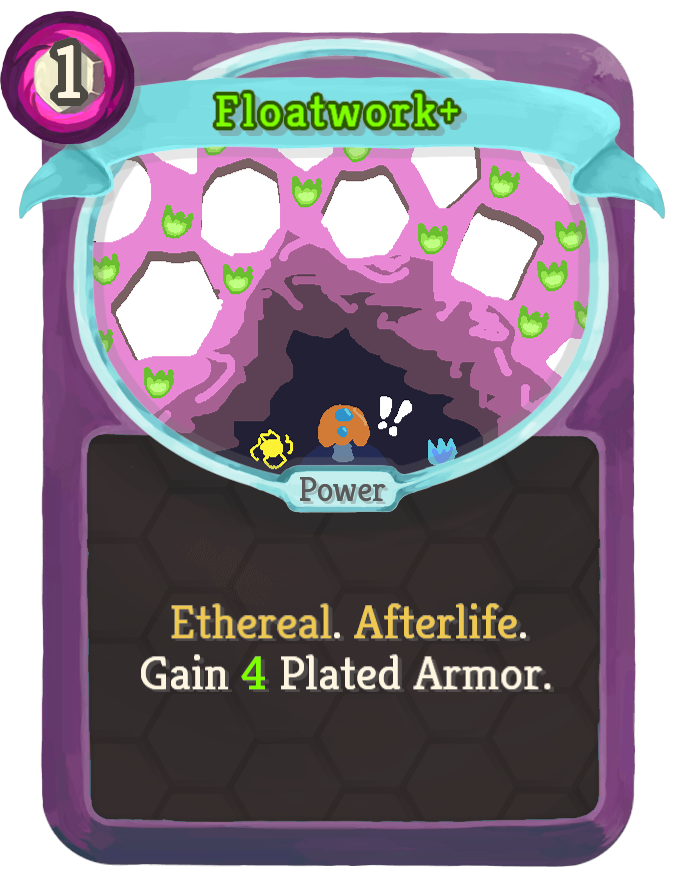 1
Floatwork+
!!
Power
Ethereal. Afterlife.
Gain 4 Plated Armor.